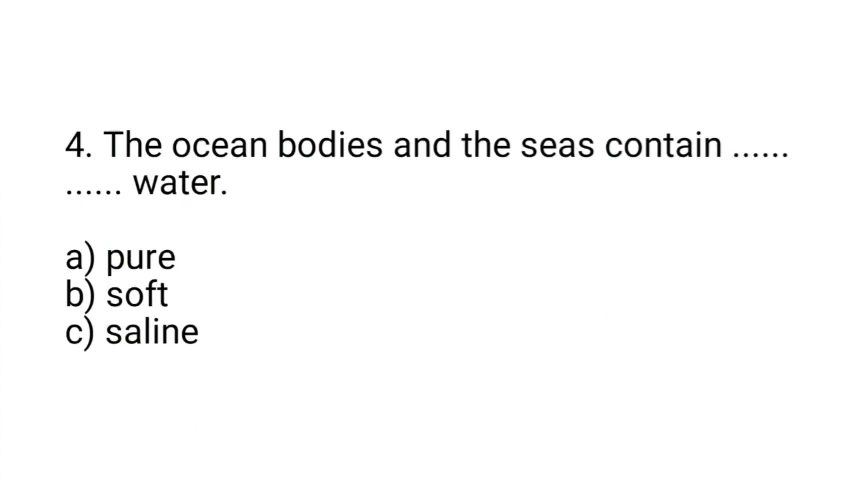 4. The ocean bodies and the seas contain ......
...... water.
a) pure
b) soft
c) saline